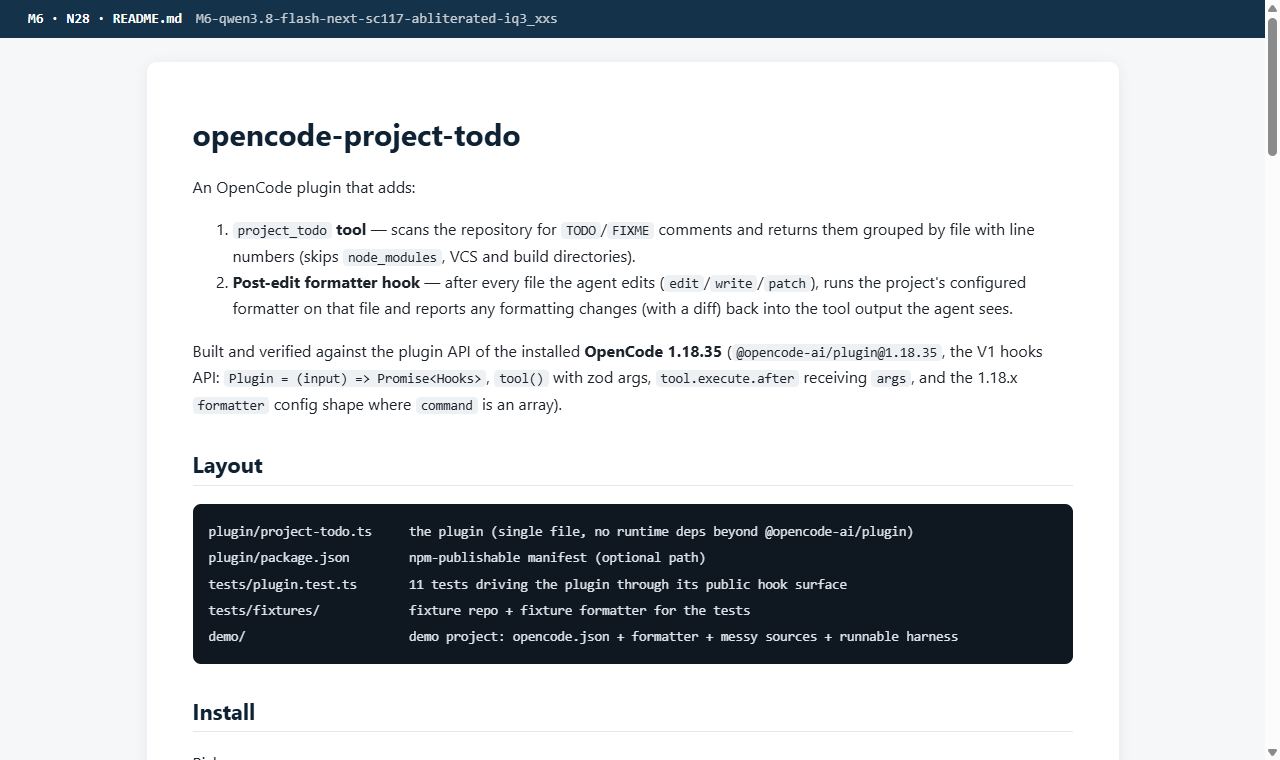 M6 • N28 • README.md M6-qwen3.8-flash-next-sc117-abliterated-iq3_xxs
opencode-project-todo
An OpenCode plugin that adds:
1. project_todo tool — scans the repository for TODO / FIXME comments and returns them grouped by file with line
numbers (skips node_modules, VCS and build directories).
2. Post-edit formatter hook — after every file the agent edits ( edit / write / patch ), runs the project's configured
formatter on that file and reports any formatting changes (with a diff) back into the tool output the agent sees.
Built and verified against the plugin API of the installed OpenCode 1.18.35 ( @opencode-ai/plugin@1.18.35 , the V1 hooks
API: Plugin = (input) => Promise<Hooks> , tool() with zod args, tool.execute.after receiving args , and the 1.18.x
formatter config shape where command is an array).
Layout
plugin/project-todo.ts the plugin (single file, no runtime deps beyond @opencode-ai/plugin)
plugin/package.json npm-publishable manifest (optional path)
tests/plugin.test.ts 11 tests driving the plugin through its public hook surface
tests/fixtures/ fixture repo + fixture formatter for the tests
demo/ demo project: opencode.json + formatter + messy sources + runnable harness
Install